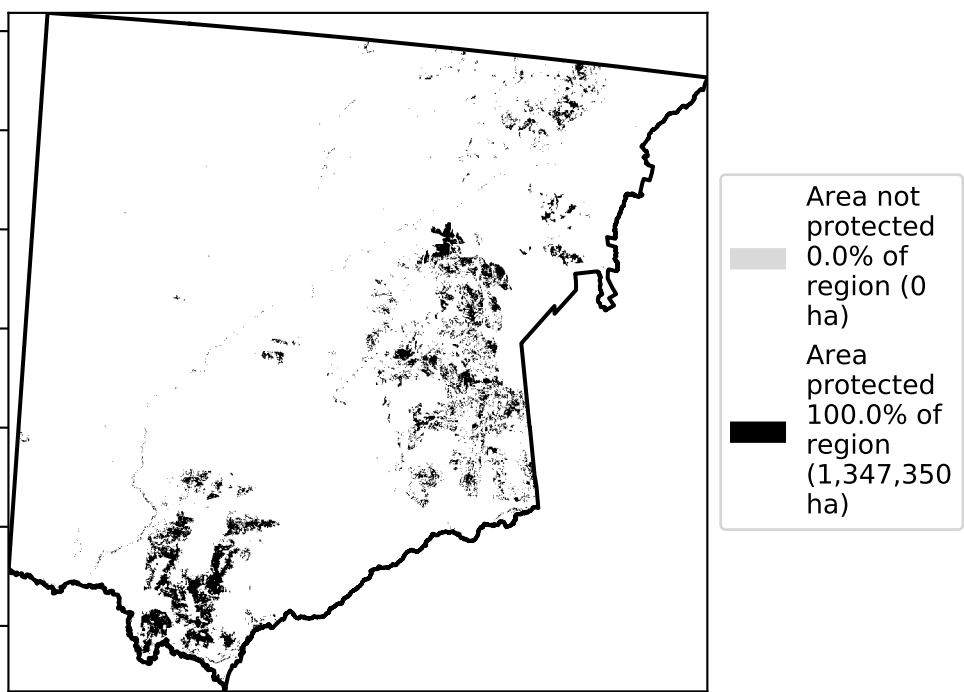 Area not
protected
0.0% of
region (0
ha)
Area
protected
100.0% of
region
(1,347,350
ha)